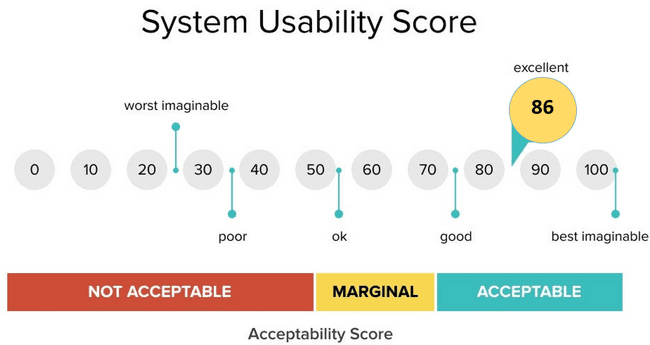 System Usability Score
excellent
86
worst imaginable
0 10 20 30 40 50 60 70 80 90 100
poor ok good best imaginable
NOT ACCEPTABLE MARGINAL ACCEPTABLE
Acceptability Score